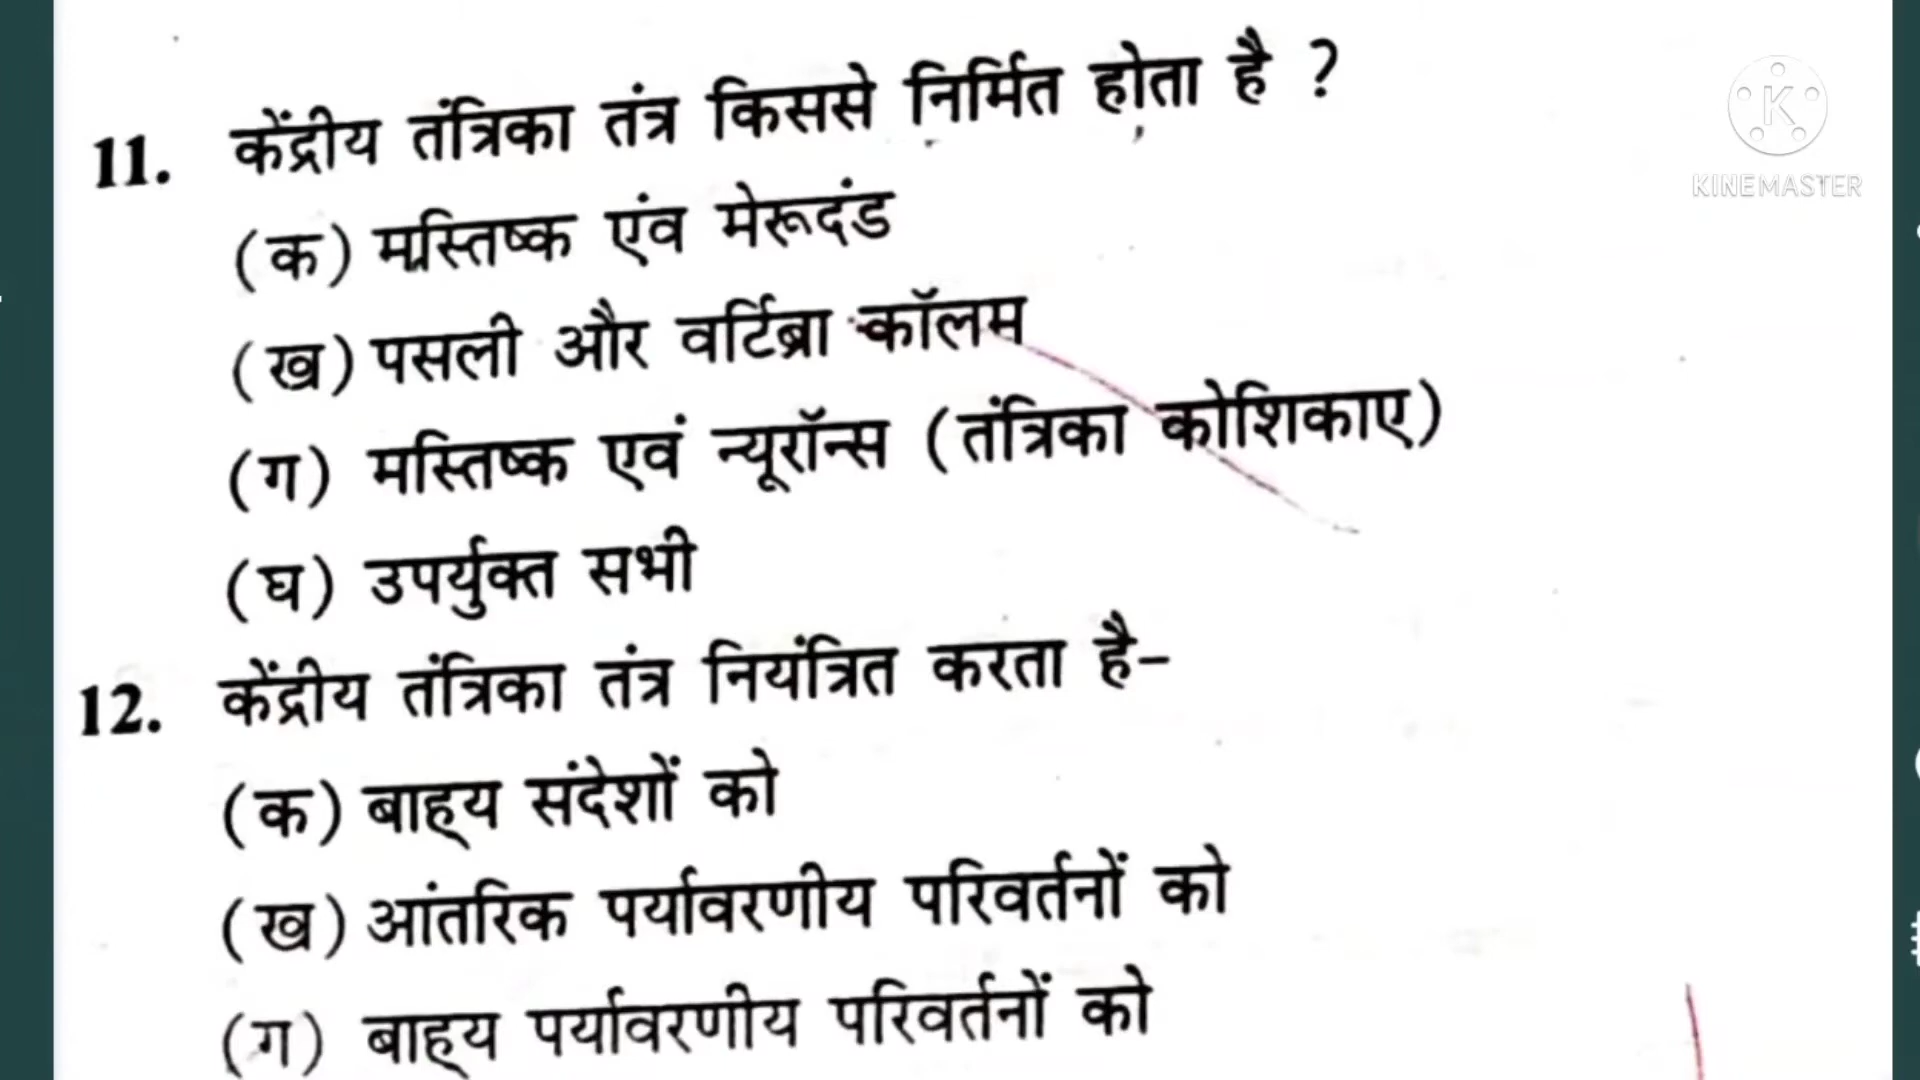 11. केंद्रीय तंत्रिका तंत्र किससे निर्मित होता है ?
(क) मस्तिष्क एंव मेरूदंड
(ख) पसली और वर्टिब्रा कॉलम
(ग) मस्तिष्क एवं न्यूरॉन्स (तंत्रिका कोशिकाए)
(घ) उपर्युक्त सभी
12. केंद्रीय तंत्रिका तंत्र नियंत्रित करता है-
(क) बाह्य संदेशों को
(ख) आंतरिक पर्यावरणीय परिवर्तनों को
(ग) बाह्य पर्यावरणीय परिवर्तनों को
K
KINEMASTER